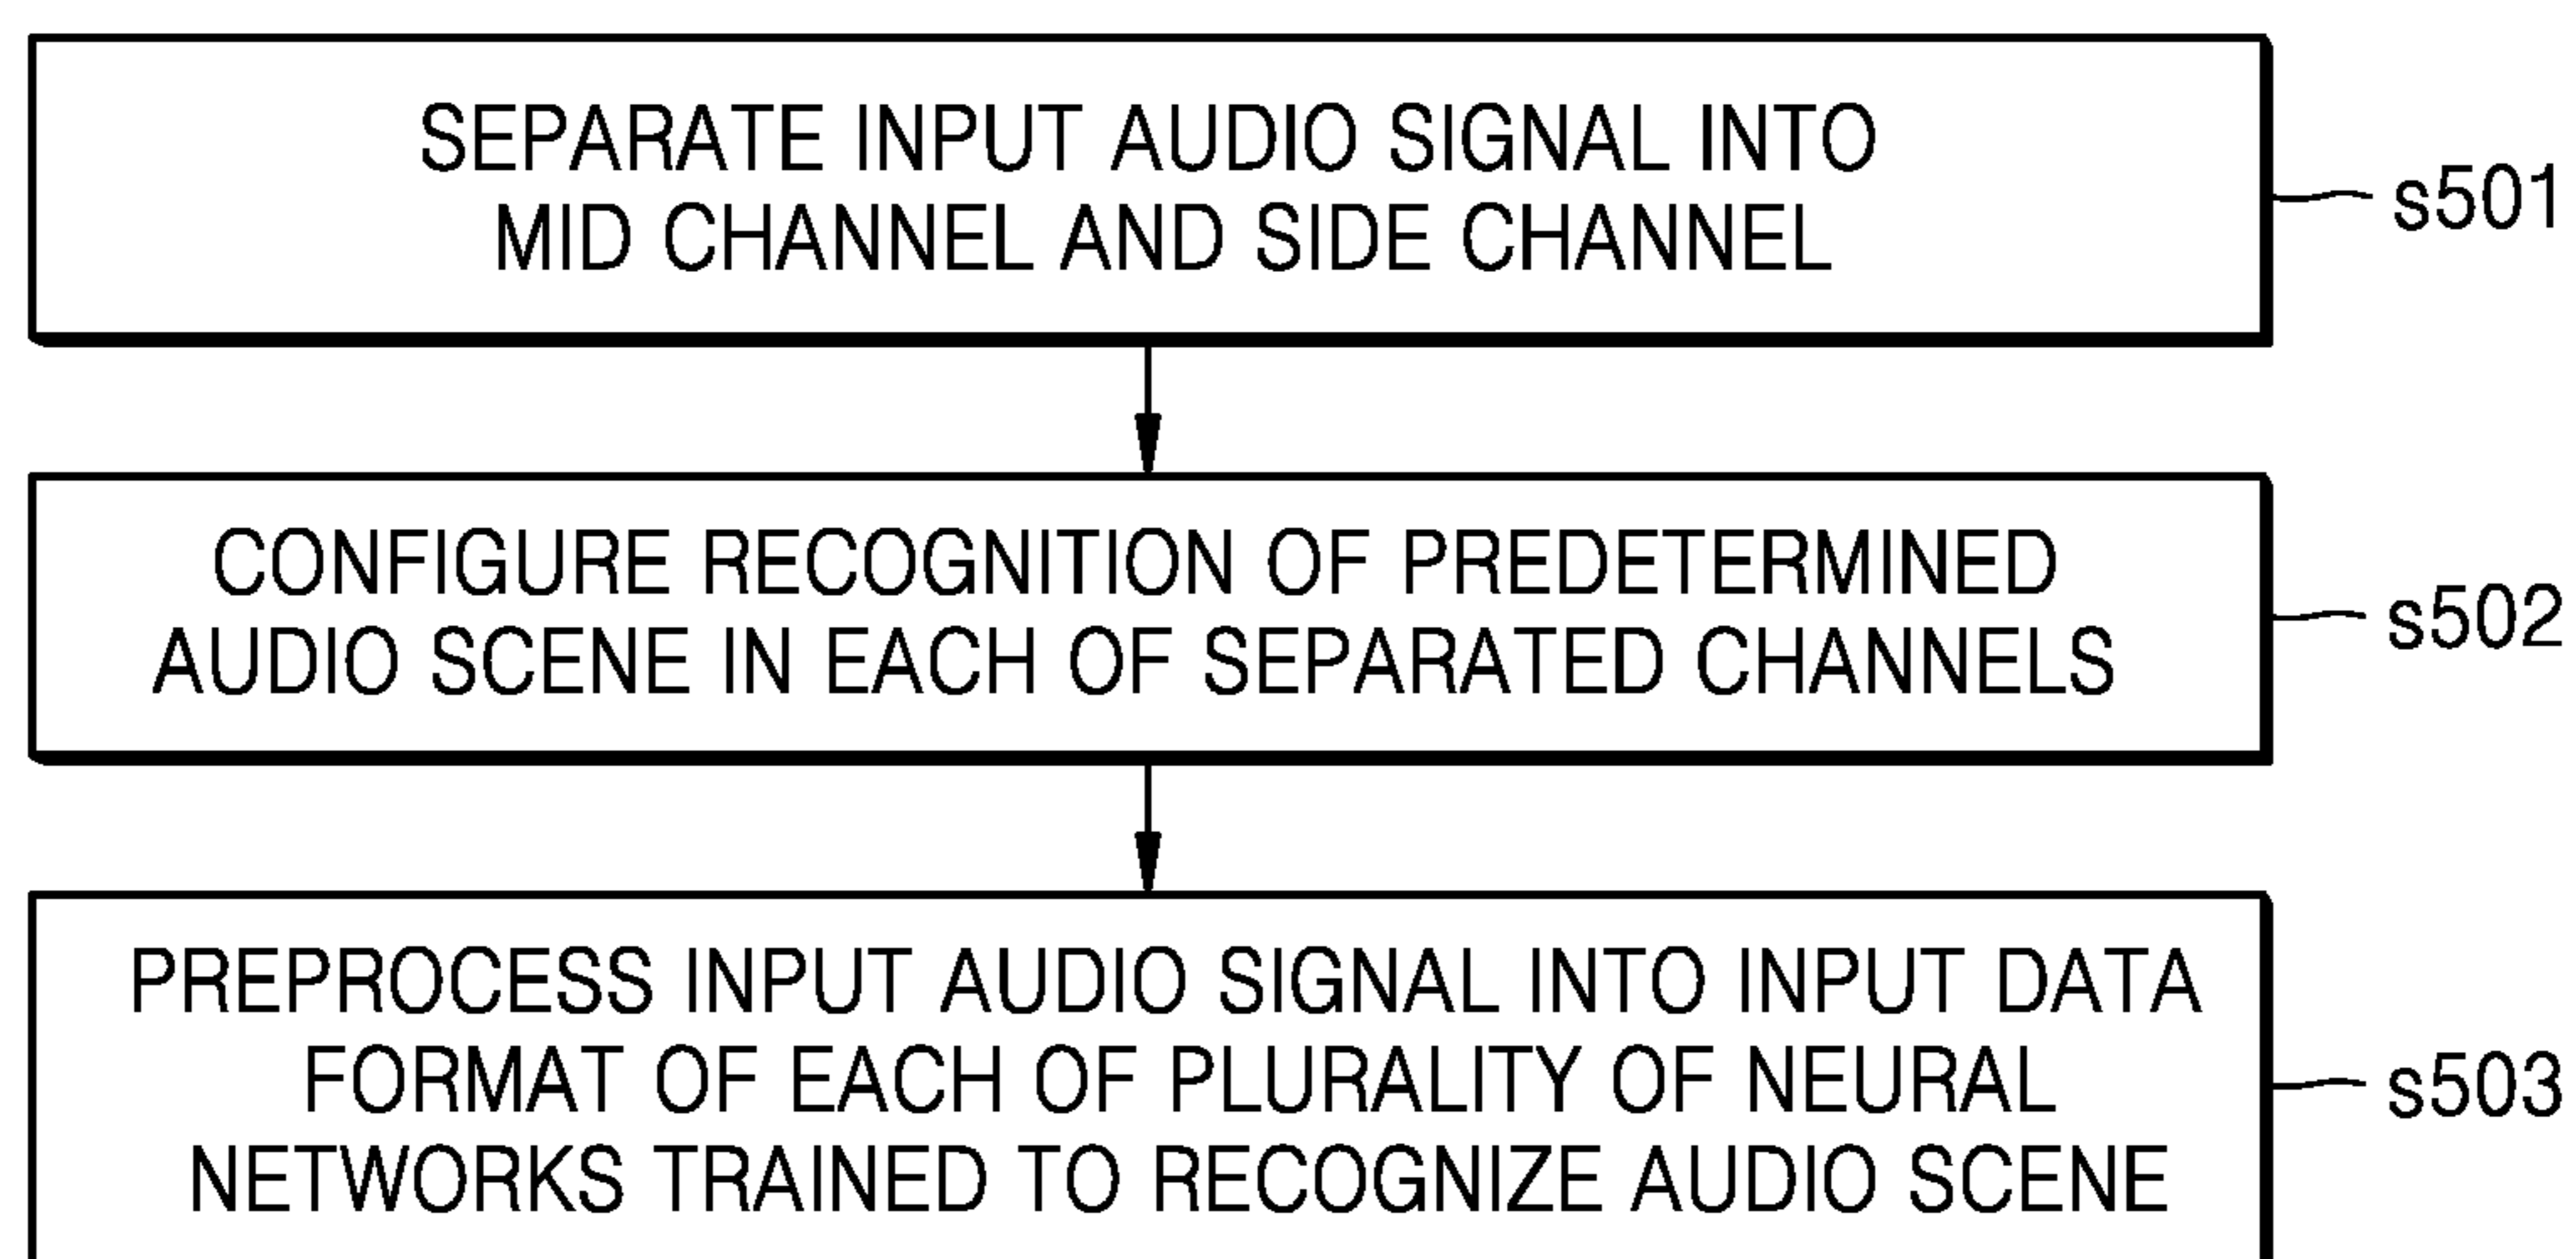 SEPARATE INPUT AUDIO SIGNAL INTO
MID CHANNEL AND SIDE CHANNEL
s501
CONFIGURE RECOGNITION OF PREDETERMINED
AUDIO SCENE IN EACH OF SEPARATED CHANNELS
s502
PREPROCESS INPUT AUDIO SIGNAL INTO INPUT DATA
FORMAT OF EACH OF PLURALITY OF NEURAL
NETWORKS TRAINED TO RECOGNIZE AUDIO SCENE
s503